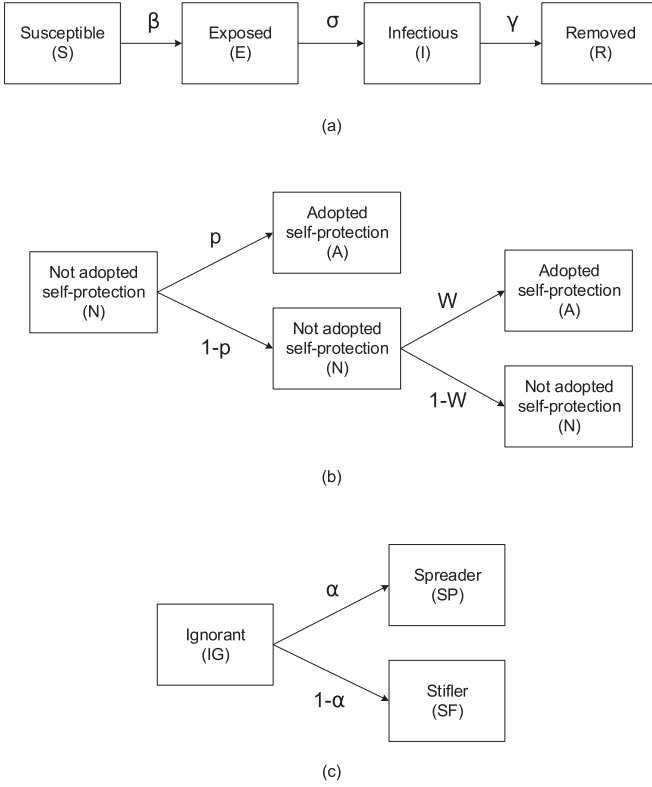 Susceptible
(S)
β
Exposed
(E)
σ
Infectious
(I)
γ
Removed
(R)
(a)
Not adopted
self-protection
(N)
p
1-p
Adopted
self-protection
(A)
Not adopted
self-protection
(N)
W
1-W
Adopted
self-protection
(A)
Not adopted
self-protection
(N)
(b)
Ignorant
(IG)
α
1-α
Spreader
(SP)
Stifler
(SF)
(c)